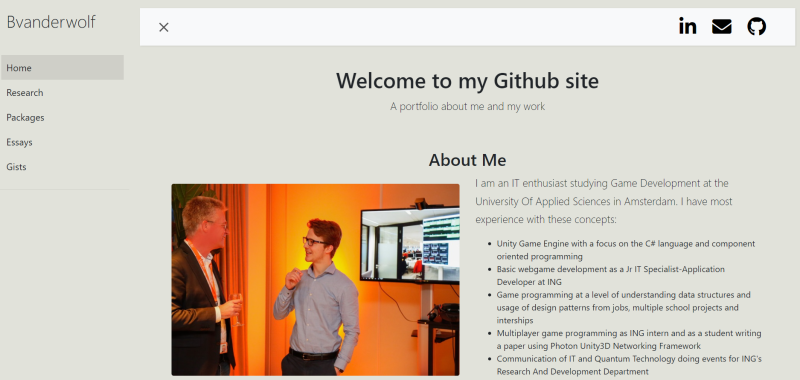 Bvanderwolf
Home
Research
Packages
Essays
Gists
Welcome to my Github site
A portfolio about me and my work
About Me
I am an IT enthusiast studying Game Development at the
University Of Applied Sciences in Amsterdam. I have most
experience with these concepts:
Unity Game Engine with a focus on the C# language and component
oriented programming
Basic webgame development as a Jr IT Specialist-Application
Developer at ING
Game programming at a level of understanding data structures and
usage of design patterns from jobs, multiple school projects and
interships
Multiplayer game programming as ING intern and as a student writing
a paper using Photon Unity3D Networking Framework
Communication of IT and Quantum Technology doing events for ING's
Research And Development Department